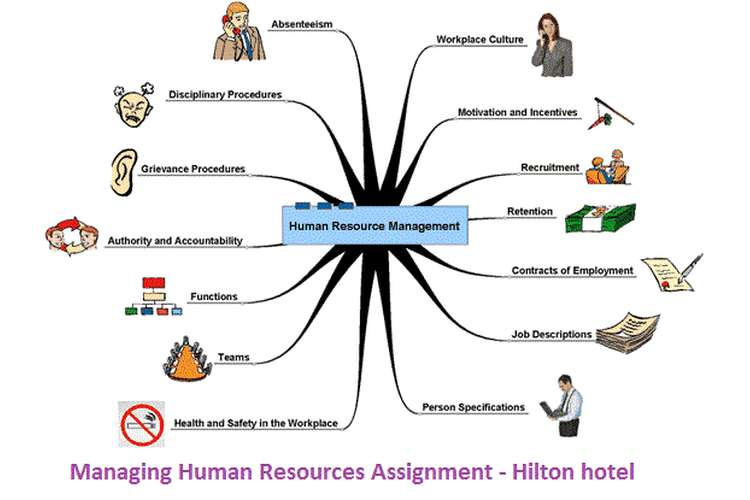 Absenteeism
Workplace Culture
Disciplinary Procedures
Motivation and Incentives
Grievance Procedures
Recruitment
Retention
Human Resource Management
Authority and Accountability
Contracts of Employment
Functions
Job Descriptions
Teams
Person Specifications
Health and Safety in the Workplace
Managing Human Resources Assignment - Hilton hotel